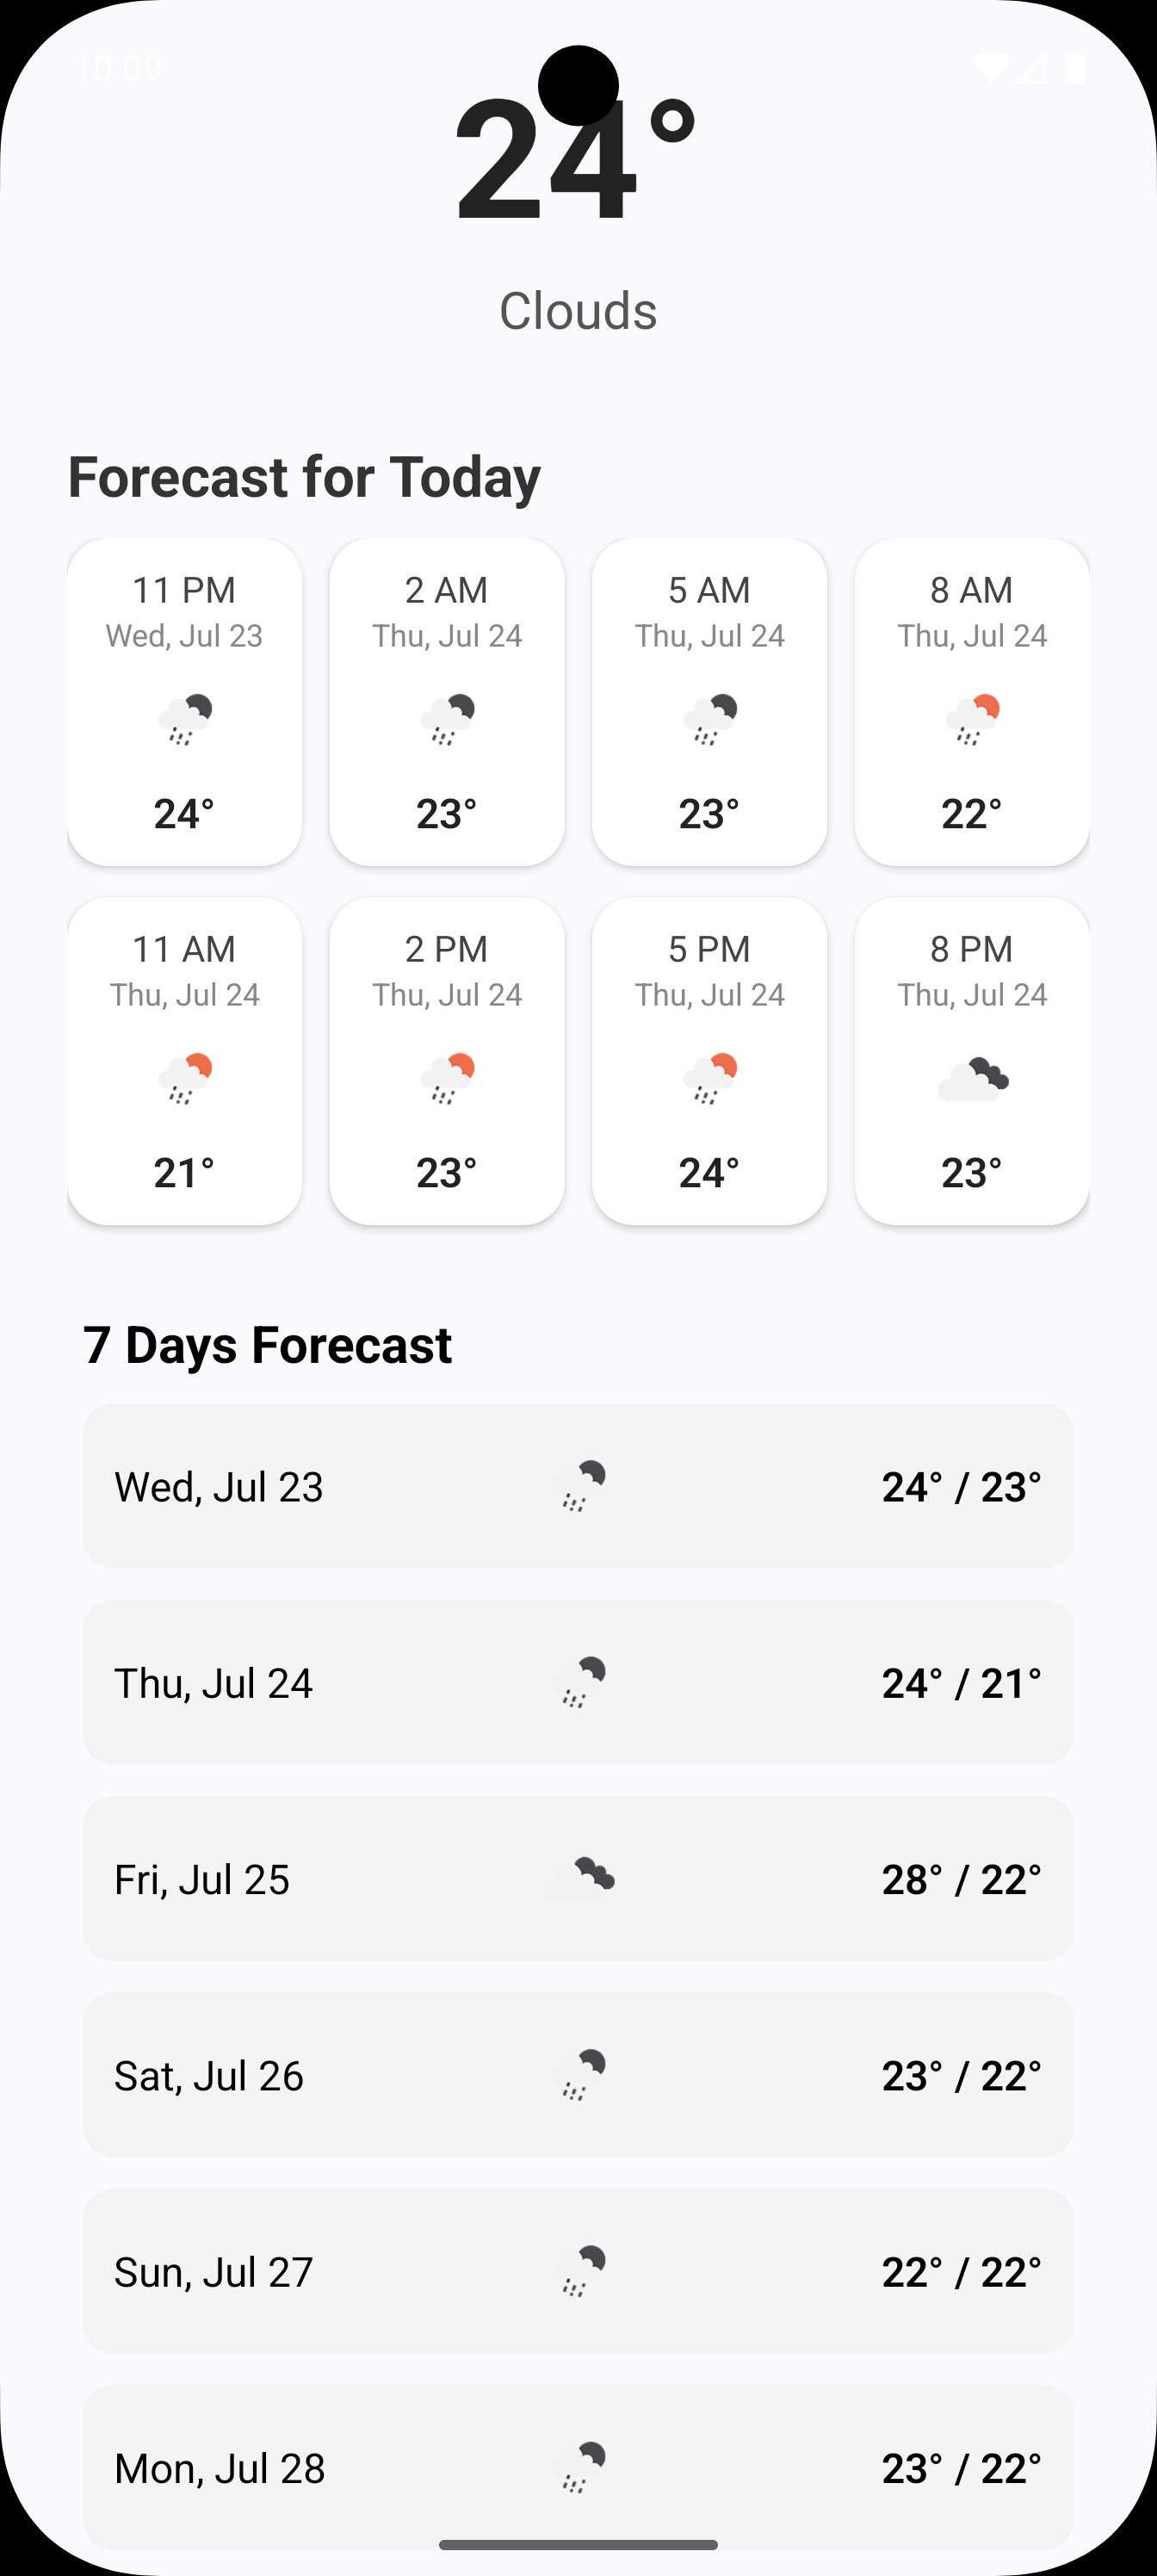 10:09
24°
Clouds
Forecast for Today
11 PM 2 AM 5 AM 8 AM
Wed, Jul 23 Thu, Jul 24 Thu, Jul 24 Thu, Jul 24
24° 23° 23° 22°
11 AM 2 PM 5 PM 8 PM
Thu, Jul 24 Thu, Jul 24 Thu, Jul 24 Thu, Jul 24
21° 23° 24° 23°
7 Days Forecast
Wed, Jul 23 24° / 23°
Thu, Jul 24 24° / 21°
Fri, Jul 25 28° / 22°
Sat, Jul 26 23° / 22°
Sun, Jul 27 22° / 22°
Mon, Jul 28 23° / 22°